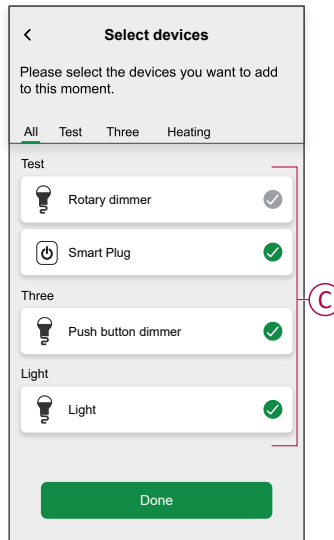 Select devices
Please select the devices you want to add
to this moment.
All Test Three Heating
Test
Rotary dimmer
Smart Plug
Three
Push button dimmer
Light
Light
Done
C